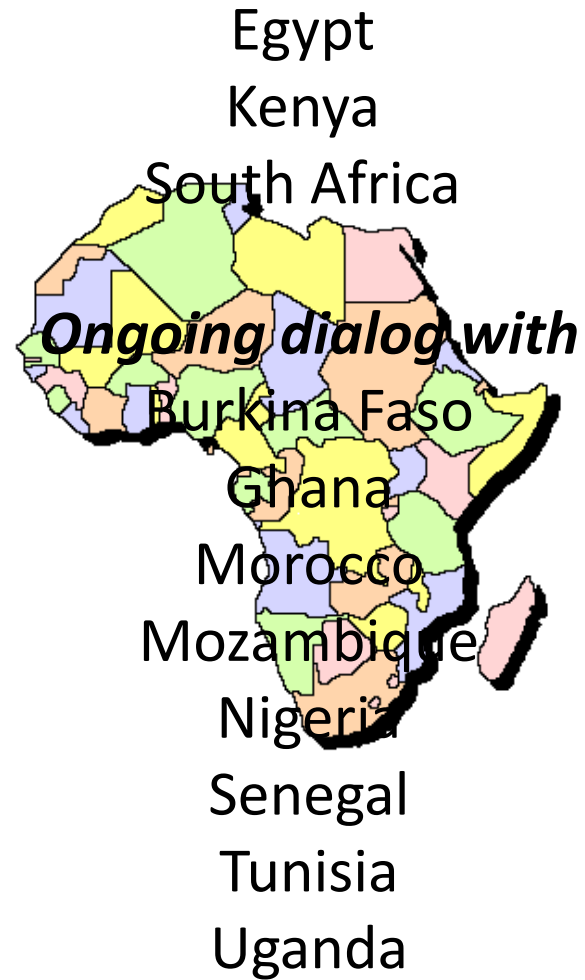 Egypt
Kenya
South Africa
Ongoing dialog with
Burkina Faso
Ghana
Morocco
Mozambique
Nigeria
Senegal
Tunisia
Uganda